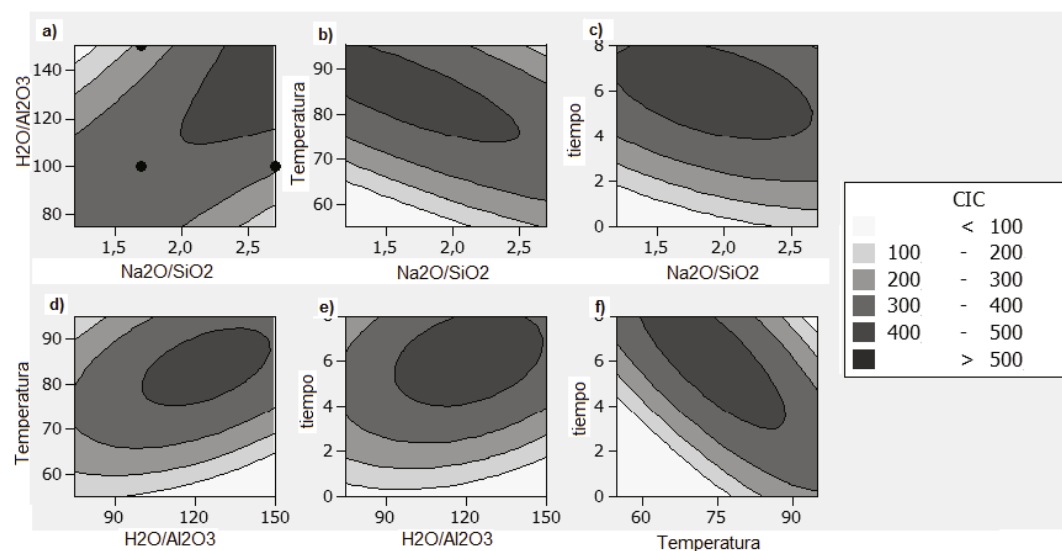 a)
H2O/Al2O3
140
120
100
80
1,5 2,0 2,5
Na2O/SiO2
b)
Temperatura
90
80
70
60
1,5 2,0 2,5
Na2O/SiO2
c)
tiempo
8
6
4
2
0
1,5 2,0 2,5
Na2O/SiO2
d)
Temperatura
90
80
70
60
90 120 150
H2O/Al2O3
e)
tiempo
8
6
4
2
0
90 120 150
H2O/Al2O3
f)
tiempo
8
6
4
2
0
60 75 90
Temperatura
CIC
< 100
100 - 200
200 - 300
300 - 400
400 - 500
> 500